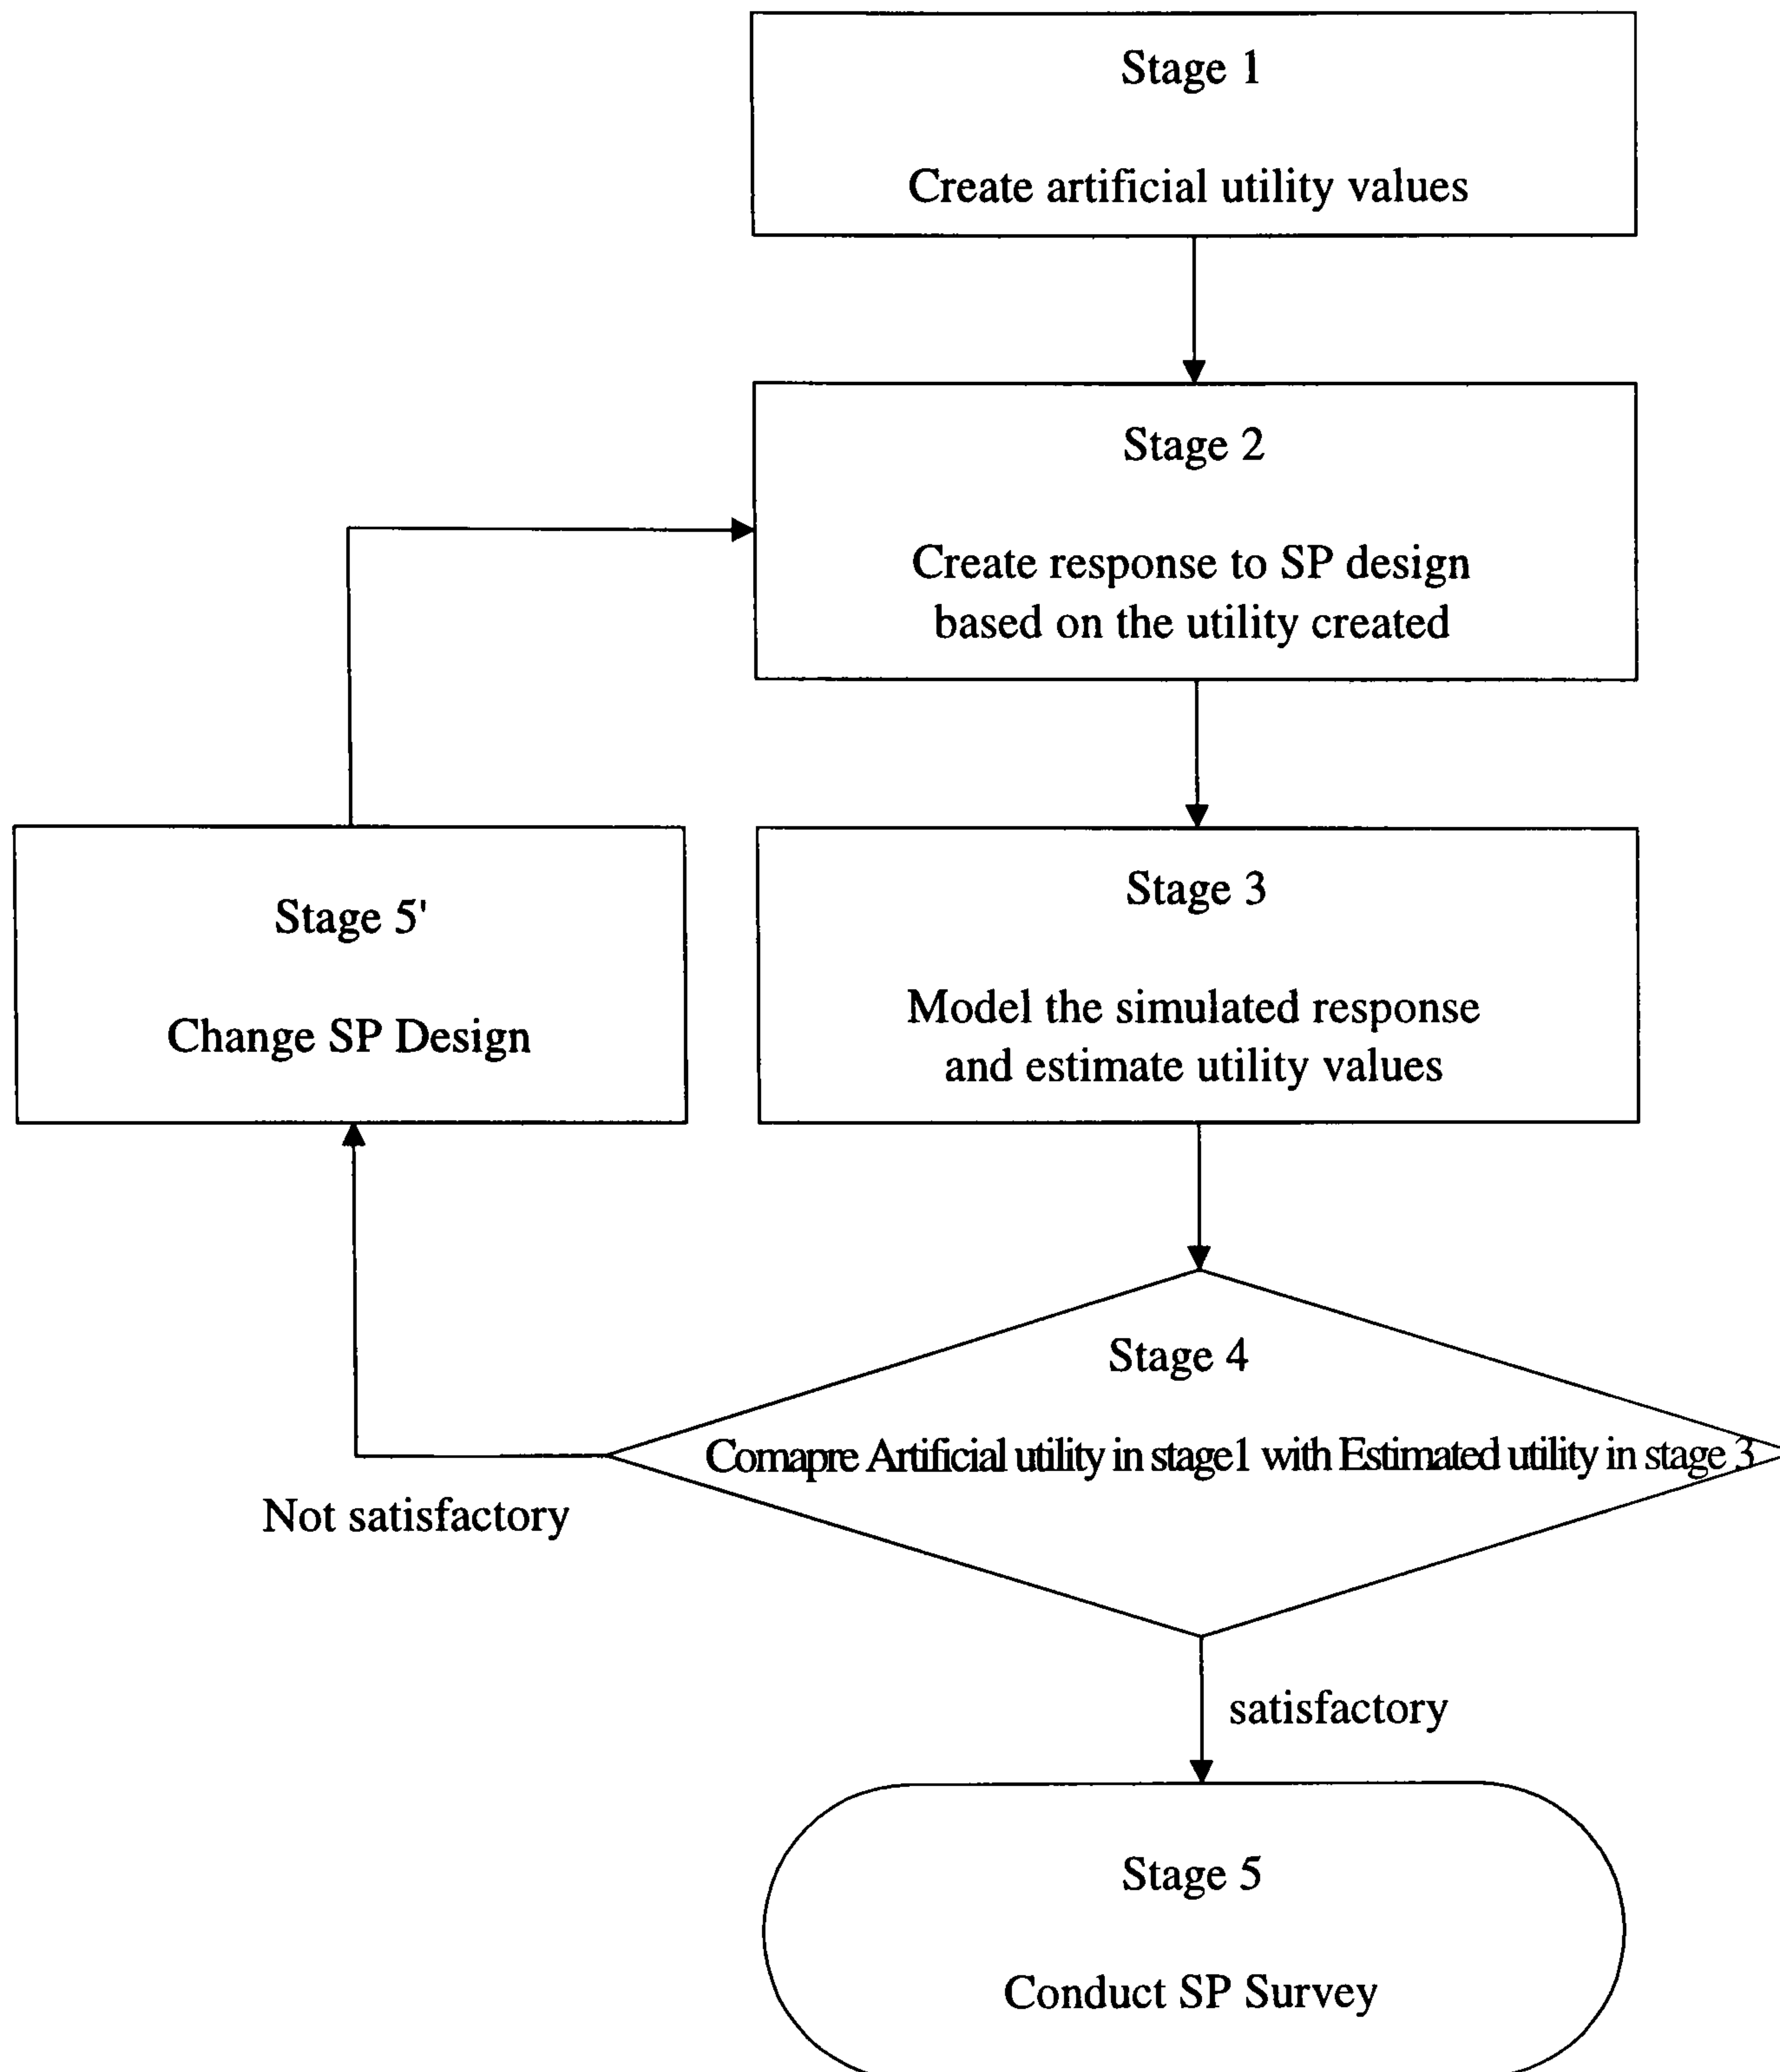 Stage 1
Create artificial utility values
Stage 2
Create response to SP design
based on the utility created
Stage 5'
Change SP Design
Stage 3
Model the simulated response
and estimate utility values
Stage 4
Comapre Artificial utility in stage1 with Estimated utility in stage 3
Not satisfactory
satisfactory
Stage 5
Conduct SP Survey